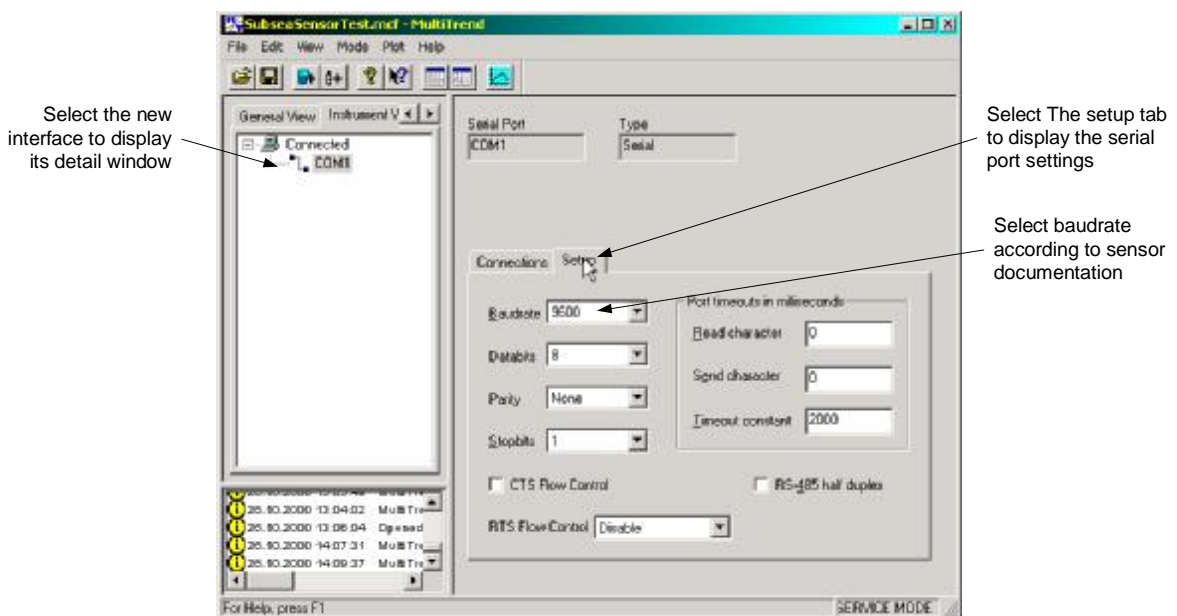 SubseaSensorTest.mcf - MultiTrend
File Edit View Mode Plot Help
Select the new
interface to display
its detail window
General View Instrument V
Connected
COM1
Serial Port
COM1
Type
Serial
Select The setup tab
to display the serial
port settings
Select baudrate
according to sensor
documentation
Connections Setup
Baudrate 9600
Databits 8
Parity None
Stopbits 1
Port timeouts in milliseconds
Read character 0
Send character 0
Timeout constant 2000
CTS Flow Control
RS-485 half duplex
RTS Flow Control Disable
26.10.2000 13:04:02 MultiTre
26.10.2000 13:06:04 Opened
26.10.2000 14:07:31 MultiTre
26.10.2000 14:09:37 MultiTre
For Help, press F1
SERVICE MODE